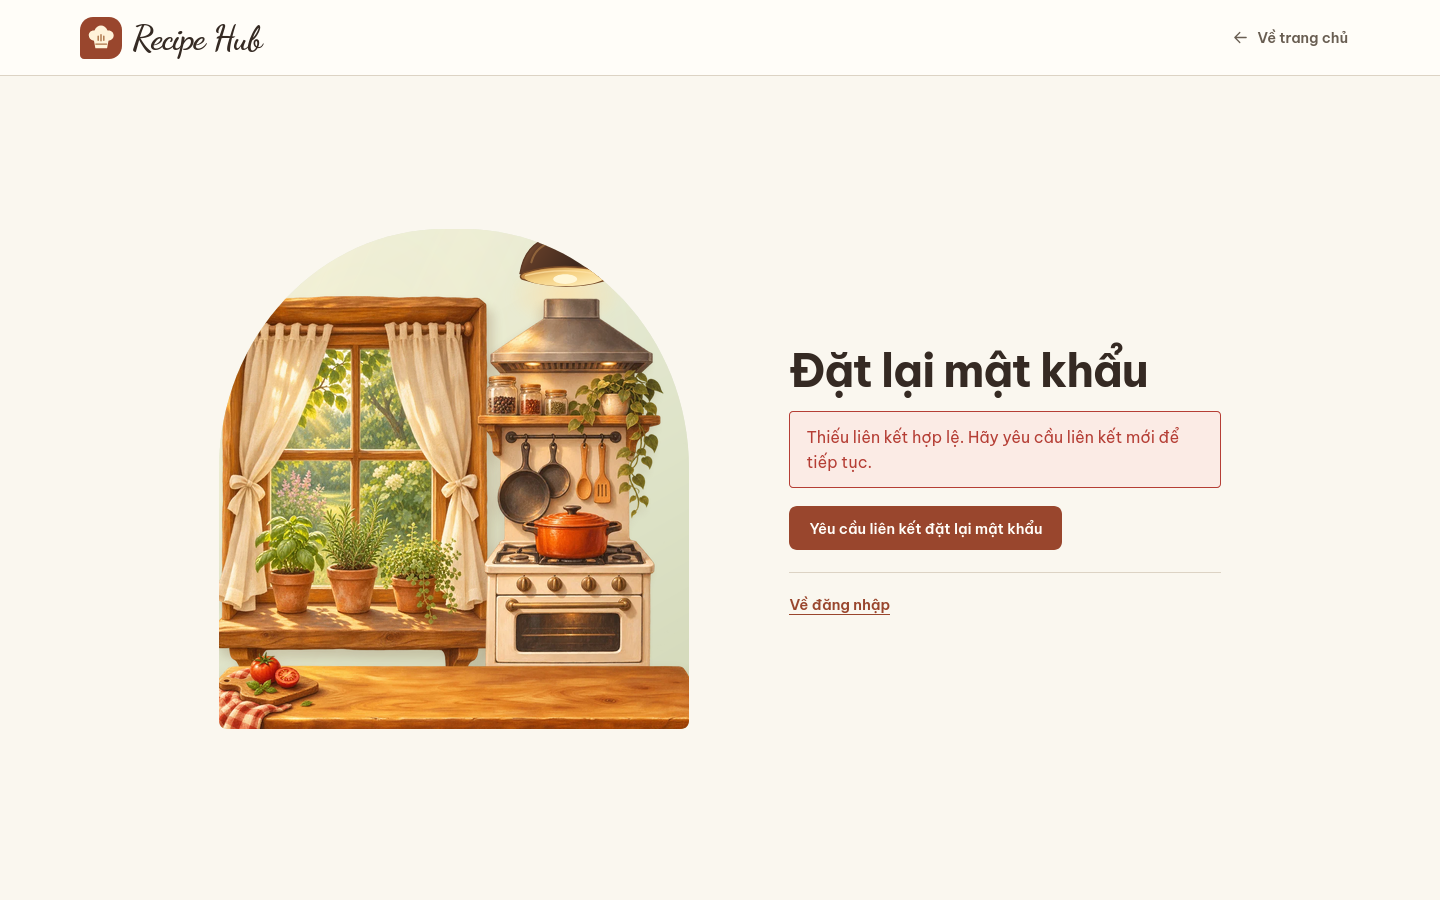 Recipe Hub
Về trang chủ
Đặt lại mật khẩu
Thiếu liên kết hợp lệ. Hãy yêu cầu liên kết mới để
tiếp tục.
Yêu cầu liên kết đặt lại mật khẩu
Về đăng nhập